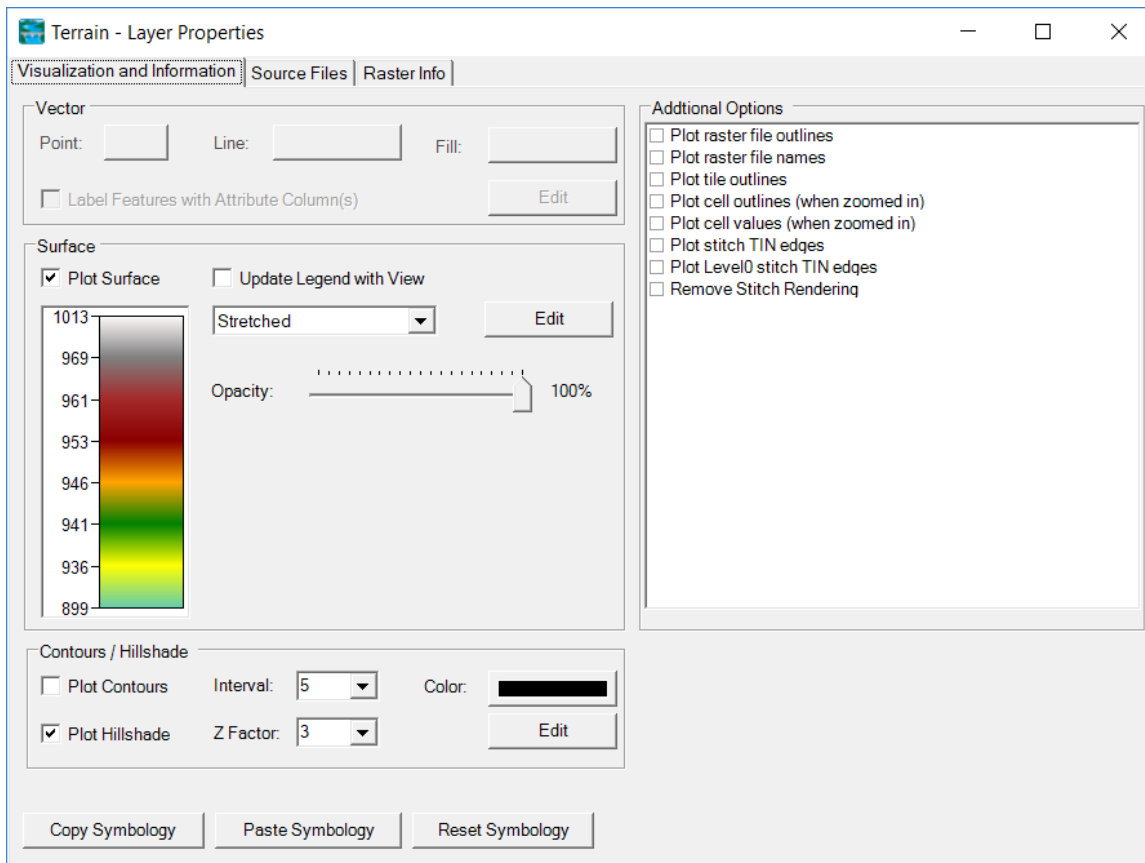 Terrain - Layer Properties
Visualization and Information Source Files Raster Info
Vector
Point: Line: Fill:
Label Features with Attribute Column(s) Edit
Surface
Plot Surface Update Legend with View
Stretched Edit
Opacity: 100%
1013
969
961
953
946
941
936
899
Contours / Hillshade
Plot Contours Interval: 5 Color:
Plot Hillshade Z Factor: 3 Edit
Copy Symbology Paste Symbology Reset Symbology
Addtional Options
Plot raster file outlines
Plot raster file names
Plot tile outlines
Plot cell outlines (when zoomed in)
Plot cell values (when zoomed in)
Plot stitch TIN edges
Plot Level0 stitch TIN edges
Remove Stitch Rendering